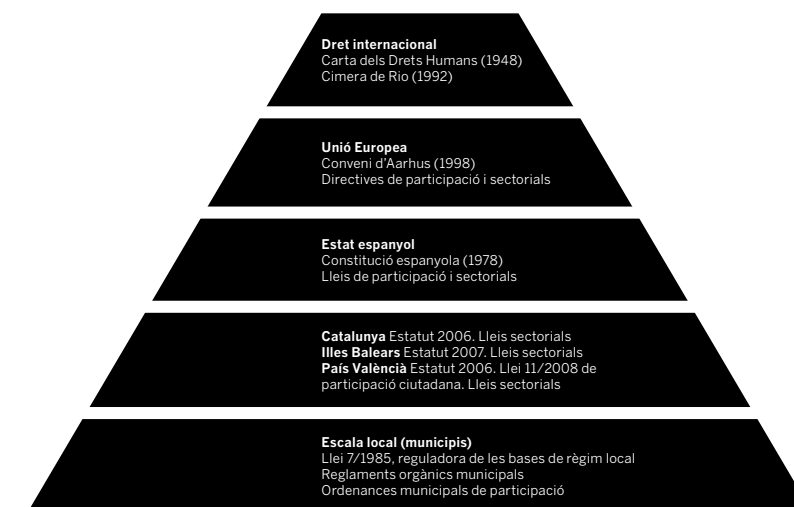 Dret internacional
Carta dels Drets Humans (1948)
Cimera de Rio (1992)
Unió Europea
Conveni d'Aarhus (1998)
Directives de participació i sectorials
Estat espanyol
Constitució espanyola (1978)
Lleis de participació i sectorials
Catalunya Estatut 2006. Lleis sectorials
Illes Balears Estatut 2007. Lleis sectorials
País Valèncià Estatut 2006. Llei 11/2008 de
participació ciutadana. Lleis sectorials
Escala local (municipis)
Llei 7/1985, reguladora de les bases de règim local
Reglaments orgànics municipals
Ordenances municipals de participació